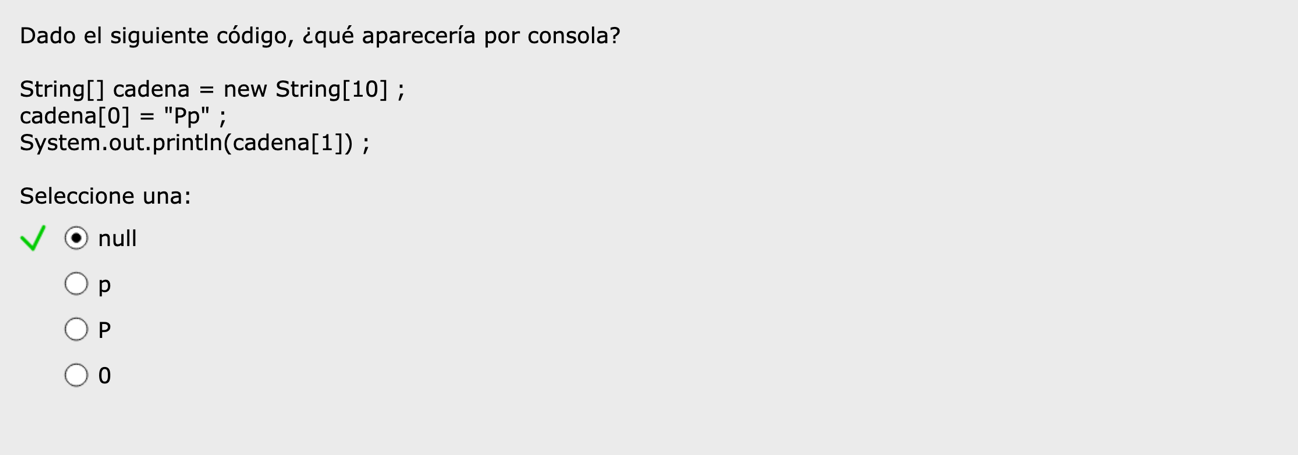 Dado el siguiente código, ¿qué aparecería por consola?
String[] cadena = new String[10] ;
cadena[0] = "Pp" ;
System.out.println(cadena[1]) ;
Seleccione una:
null
p
P
0